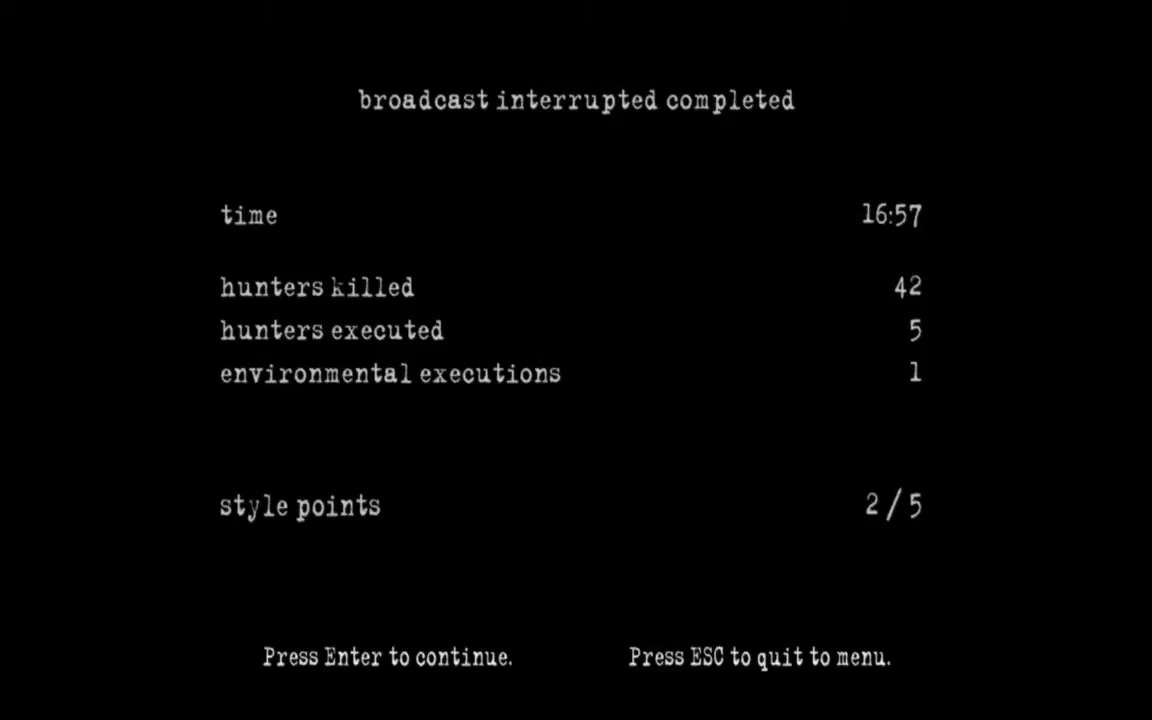 broadcast interrupted completed
time 16:57
hunters killed 42
hunters executed 5
environmental executions 1
style points 2 / 5
Press Enter to continue. Press ESC to quit to menu.